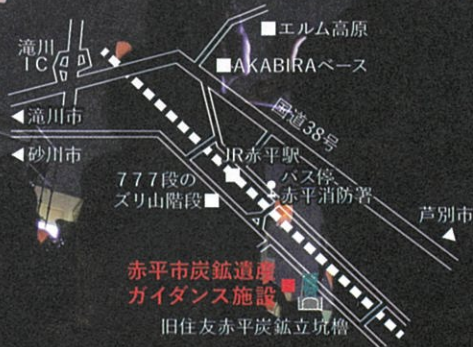 エルム高原
滝川
IC
AKABIRAベース
国道38号
滝川市
砂川市
JR赤平駅
777段の
ズリ山階段
バス停
赤平消防署
芦別市
赤平市炭鉱遺産
ガイダンス施設
旧住友赤平炭鉱立坑櫓